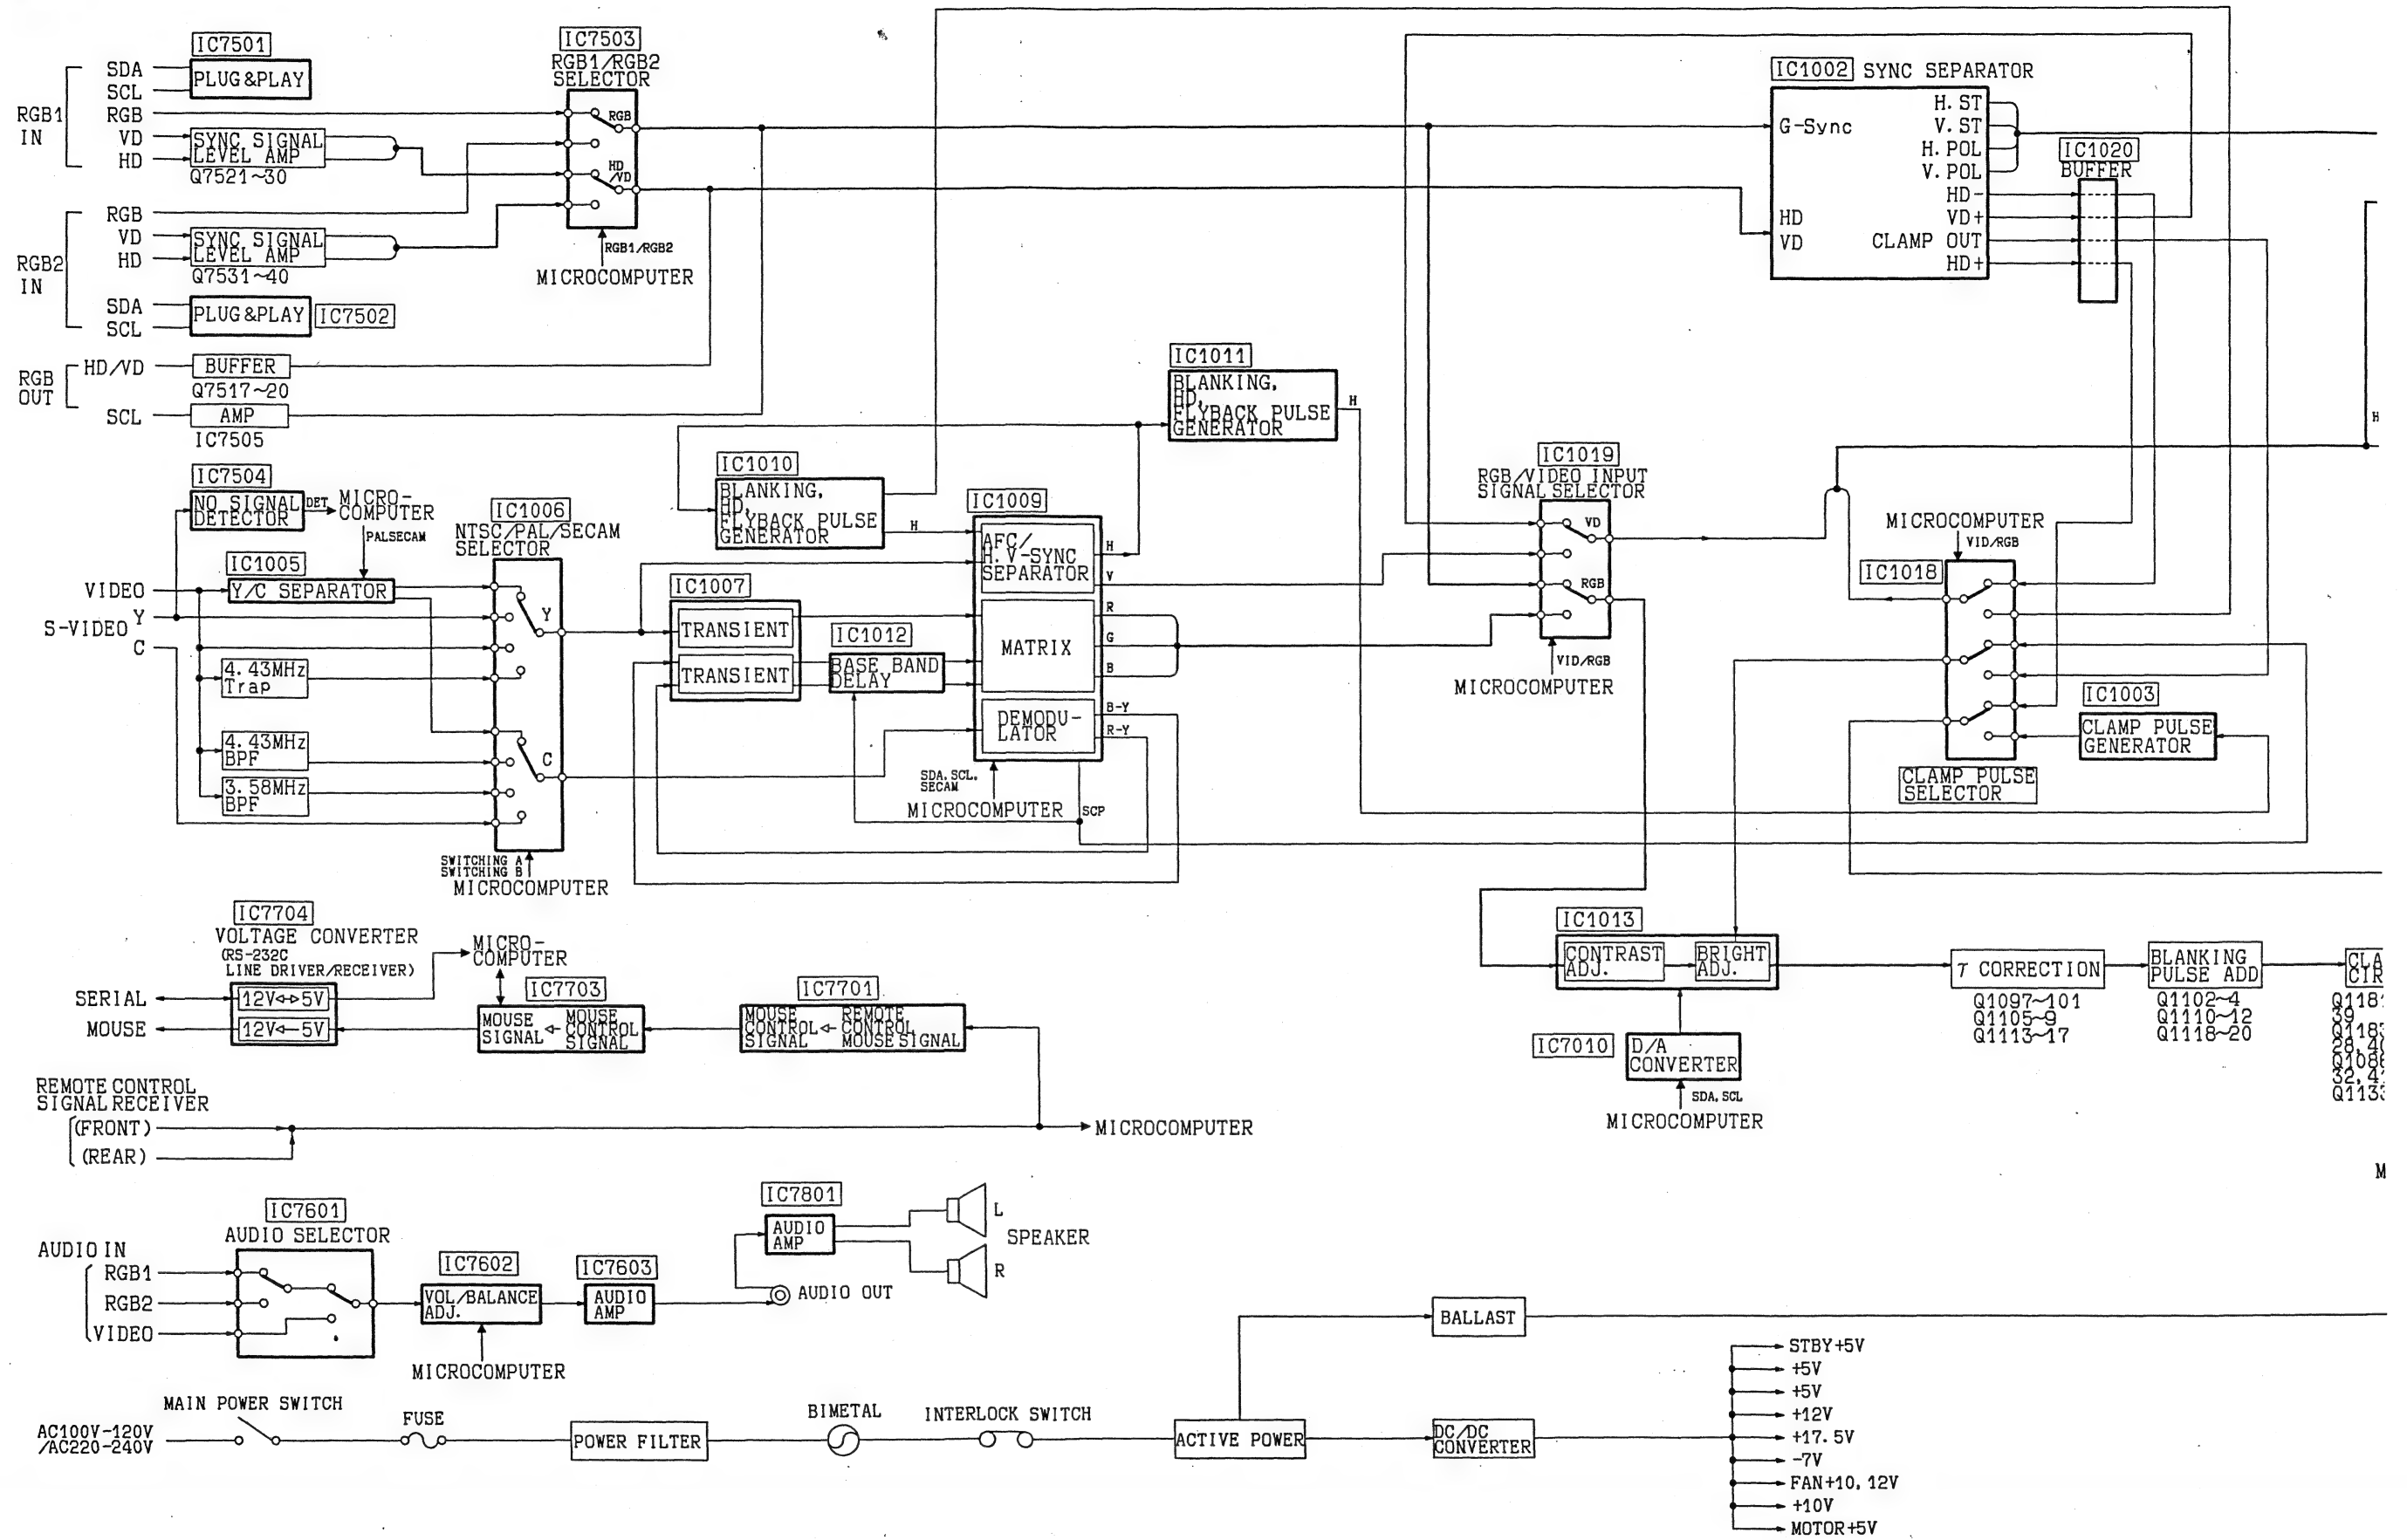 IC7501
PLUG&PLAY
SDA
SCL
RGB1
IN
RGB
VD
HD
SYNC SIGNAL
LEVEL AMP
Q7521~30
IC7503
RGB1/RGB2
SELECTOR
RGB
HD
/VD
RGB1/RGB2
MICROCOMPUTER
RGB2
IN
RGB
VD
HD
SYNC SIGNAL
LEVEL AMP
Q7531~40
SDA
SCL
PLUG&PLAY
IC7502
RGB
OUT
HD/VD
BUFFER
Q7517~20
SCL
AMP
IC7505
IC1002
SYNC SEPARATOR
G-Sync
HD
VD
H. ST
V. ST
H. POL
V. POL
HD-
VD+
CLAMP OUT
HD+
IC1020
BUFFER
IC1011
BLANKING,
HD,
FLYBACK PULSE
GENERATOR
H
H
IC7504
NO SIGNAL
DETECTOR
DET.
MICRO-
COMPUTER
PALSECAM
IC1005
Y/C SEPARATOR
VIDEO
S-VIDEO
Y
C
4.43MHz
Trap
4.43MHz
BPF
3.58MHz
BPF
IC1006
NTSC/PAL/SECAM
SELECTOR
Y
C
SWITCHING A
SWITCHING B
MICROCOMPUTER
IC1010
BLANKING,
HD,
FLYBACK PULSE
GENERATOR
H
IC1007
TRANSIENT
TRANSIENT
IC1012
BASE BAND
DELAY
IC1009
AFC/
H. V-SYNC
SEPARATOR
MATRIX
DEMODU-
LATOR
H
V
R
G
B
B-Y
R-Y
SDA. SCL.
SECAM
MICROCOMPUTER
SCP
IC1019
RGB/VIDEO INPUT
SIGNAL SELECTOR
VD
RGB
VID/RGB
MICROCOMPUTER
MICROCOMPUTER
VID/RGB
IC1018
CLAMP PULSE
SELECTOR
IC1003
CLAMP PULSE
GENERATOR
IC7704
VOLTAGE CONVERTER
(RS-232C
LINE DRIVER/RECEIVER)
SERIAL
12V⇔5V
MOUSE
12V⇐5V
MICRO-
COMPUTER
IC7703
MOUSE
SIGNAL
⇐
MOUSE
CONTROL
SIGNAL
IC7701
MOUSE
CONTROL
SIGNAL
⇐
REMOTE
CONTROL
MOUSE SIGNAL
REMOTE CONTROL
SIGNAL RECEIVER
(FRONT)
(REAR)
MICROCOMPUTER
IC1013
CONTRAST
ADJ.
BRIGHT
ADJ.
IC7010
D/A
CONVERTER
SDA. SCL
MICROCOMPUTER
γ CORRECTION
Q1097~101
Q1105~9
Q1113~17
BLANKING
PULSE ADD
Q1102~4
Q1110~12
Q1118~20
CLA
CIR
39
M
IC7601
AUDIO SELECTOR
AUDIO IN
RGB1
RGB2
VIDEO
IC7602
VOL/BALANCE
ADJ.
MICROCOMPUTER
IC7603
AUDIO
AMP
AUDIO OUT
IC7801
AUDIO
AMP
L
R
SPEAKER
AC100V-120V
/AC220-240V
MAIN POWER SWITCH
FUSE
POWER FILTER
BIMETAL
INTERLOCK SWITCH
ACTIVE POWER
BALLAST
DC/DC
CONVERTER
STBY+5V
+5V
+5V
+12V
+17. 5V
-7V
FAN+10, 12V
+10V
MOTOR+5V